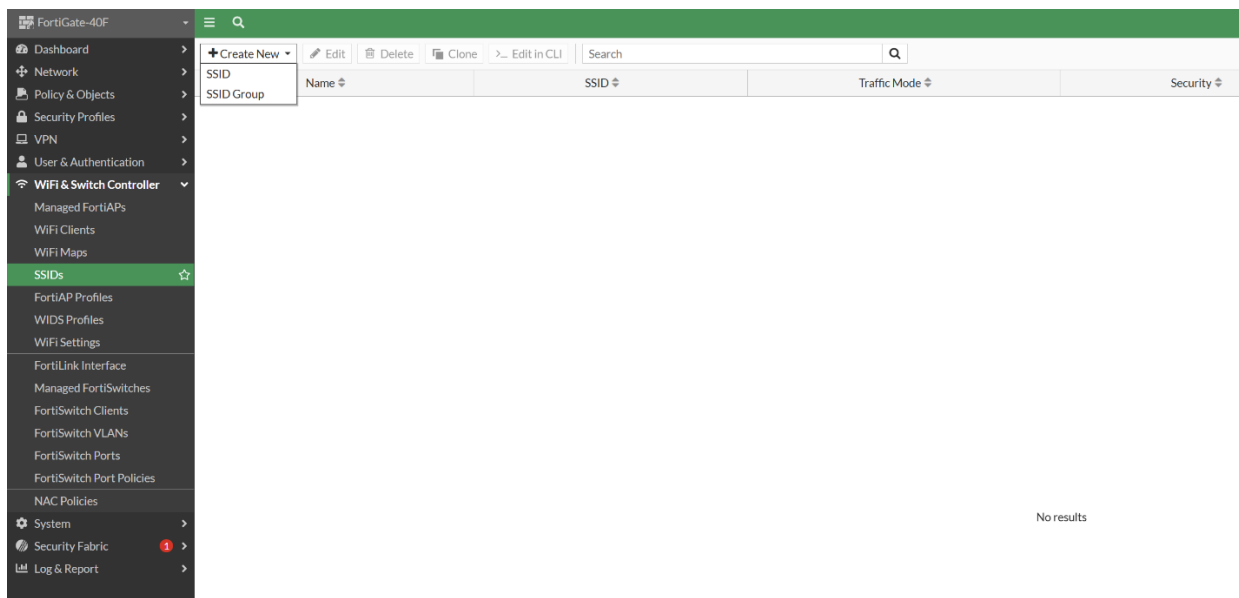 FortiGate-40F
Dashboard
Network
Policy & Objects
Security Profiles
VPN
User & Authentication
WiFi & Switch Controller
Managed FortiAPs
WiFi Clients
WiFi Maps
SSIDs
FortiAP Profiles
WIDS Profiles
WiFi Settings
FortiLink Interface
Managed FortiSwitches
FortiSwitch Clients
FortiSwitch VLANs
FortiSwitch Ports
FortiSwitch Port Policies
NAC Policies
System
Security Fabric 1
Log & Report
+Create New Edit Delete Clone >_ Edit in CLI Search
SSID
SSID Group
Name SSID Traffic Mode Security
No results